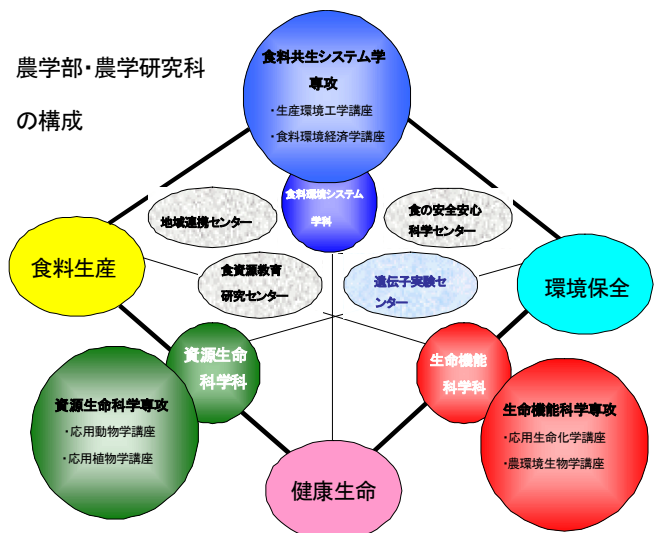 農学部・農学研究科
の構成
食料共生システム学
専攻
・生産環境工学講座
・食料環境経済学講座
食料環境システム
学科
地域連携センター
食の安全安心
科学センター
食資源教育
研究センター
遺伝子実験セ
ンター
食料生産
環境保全
資源生命
科学科
生命機能
科学科
資源生命科学専攻
・応用動物学講座
・応用植物学講座
生命機能科学専攻
・応用生命化学講座
・農環境生物学講座
健康生命